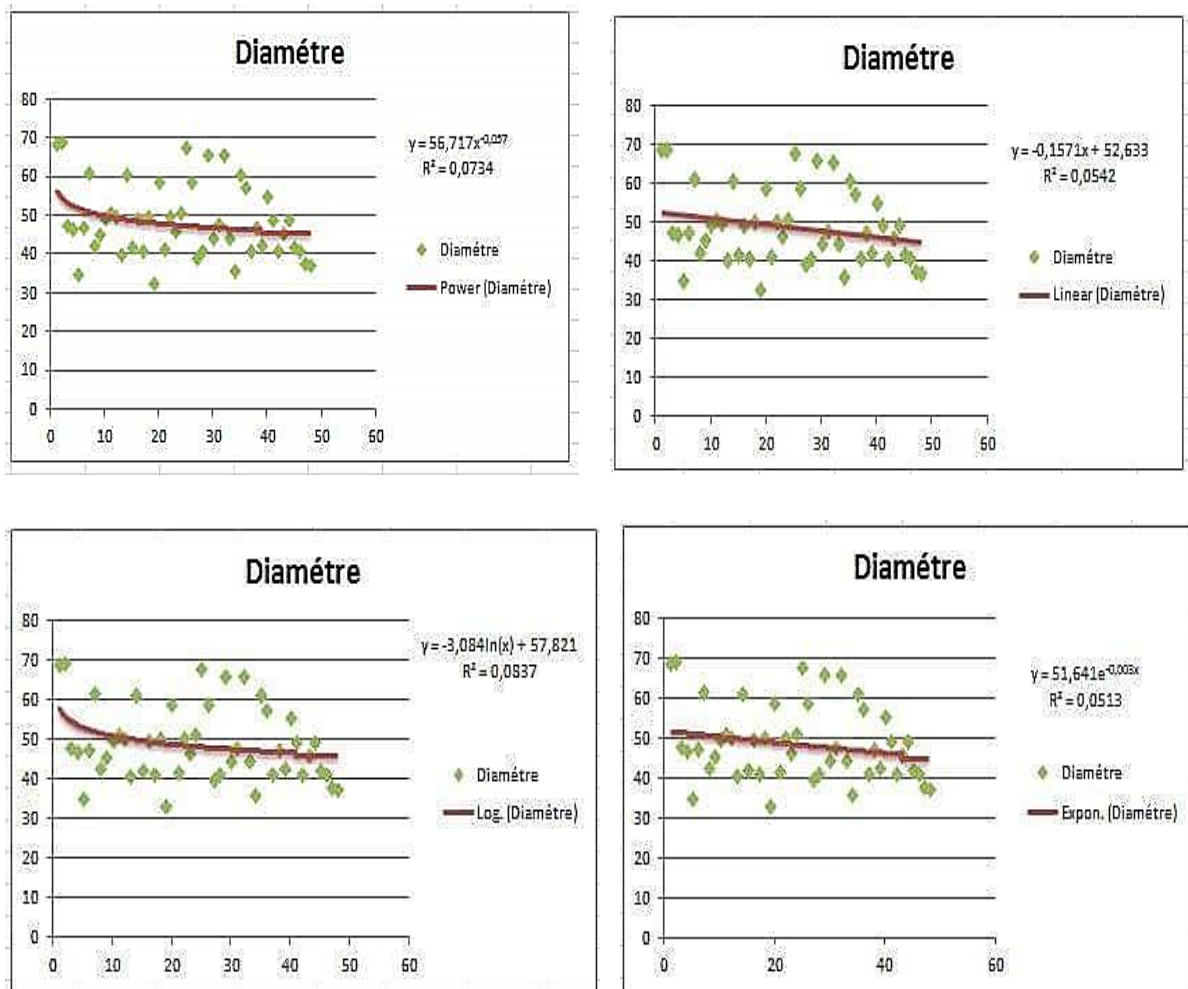 Diamétre
80
70
60
50
40
30
20
10
0
0 10 20 30 40 50 60
y = 56,717x^-0,057
R² = 0,0734
Diamétre
Power (Diamétre)
Diamétre
80
70
60
50
40
30
20
10
0
0 10 20 30 40 50 60
y = -0,1571x + 52,633
R² = 0,0542
Diamétre
Linear (Diamétre)
Diamétre
80
70
60
50
40
30
20
10
0
0 10 20 30 40 50 60
y = -3,084ln(x) + 57,821
R² = 0,0837
Diamétre
Log. (Diamétre)
Diamétre
80
70
60
50
40
30
20
10
0
0 20 40 60
y = 51,641e^-0,003x
R² = 0,0513
Diamétre
Expon. (Diamétre)